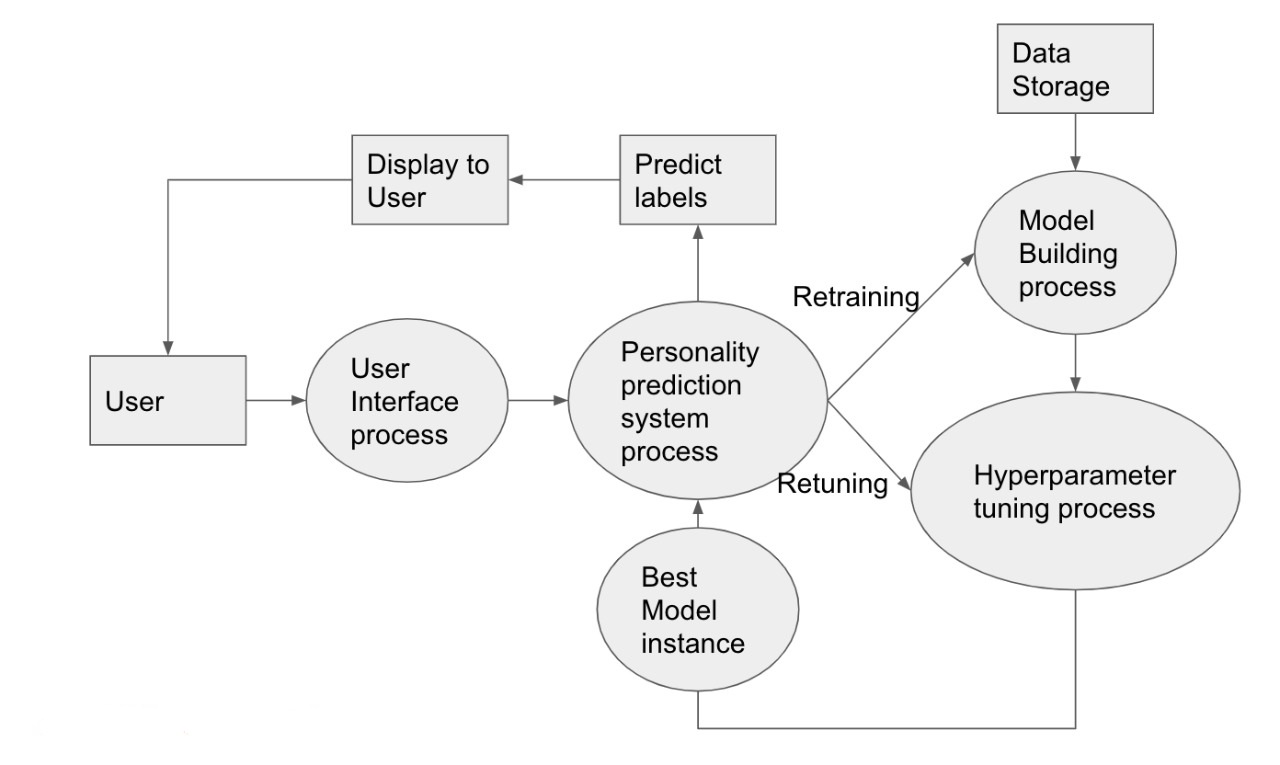 Data
Storage
Display to
User
Predict
labels
Model
Building
process
Retraining
User
User
Interface
process
Personality
prediction
system
process
Retuning
Hyperparameter
tuning process
Best
Model
instance